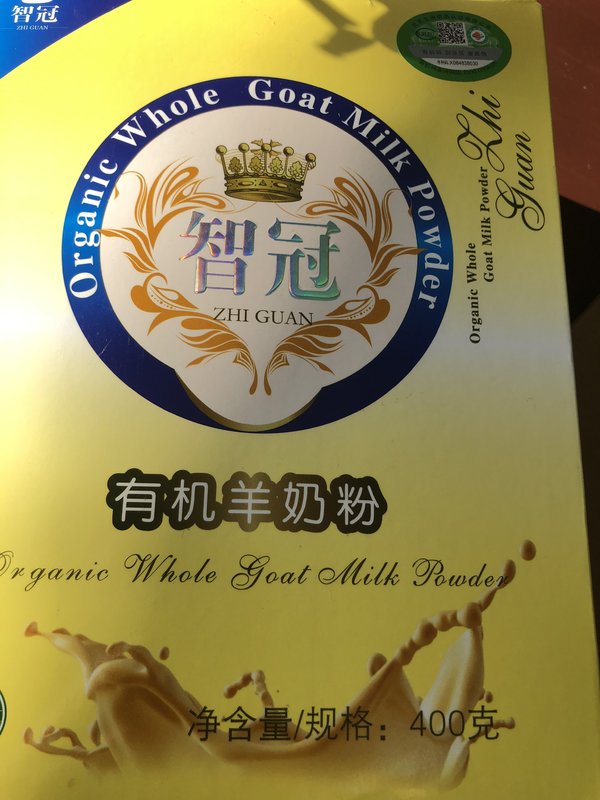 智冠
ZHI GUAN
Organic Whole Goat Milk Powder
智冠
ZHI GUAN
Zhi Guan
Organic Whole
Goat Milk Powder
有机羊奶粉
Organic Whole Goat Milk Powder
净含量/规格：400克